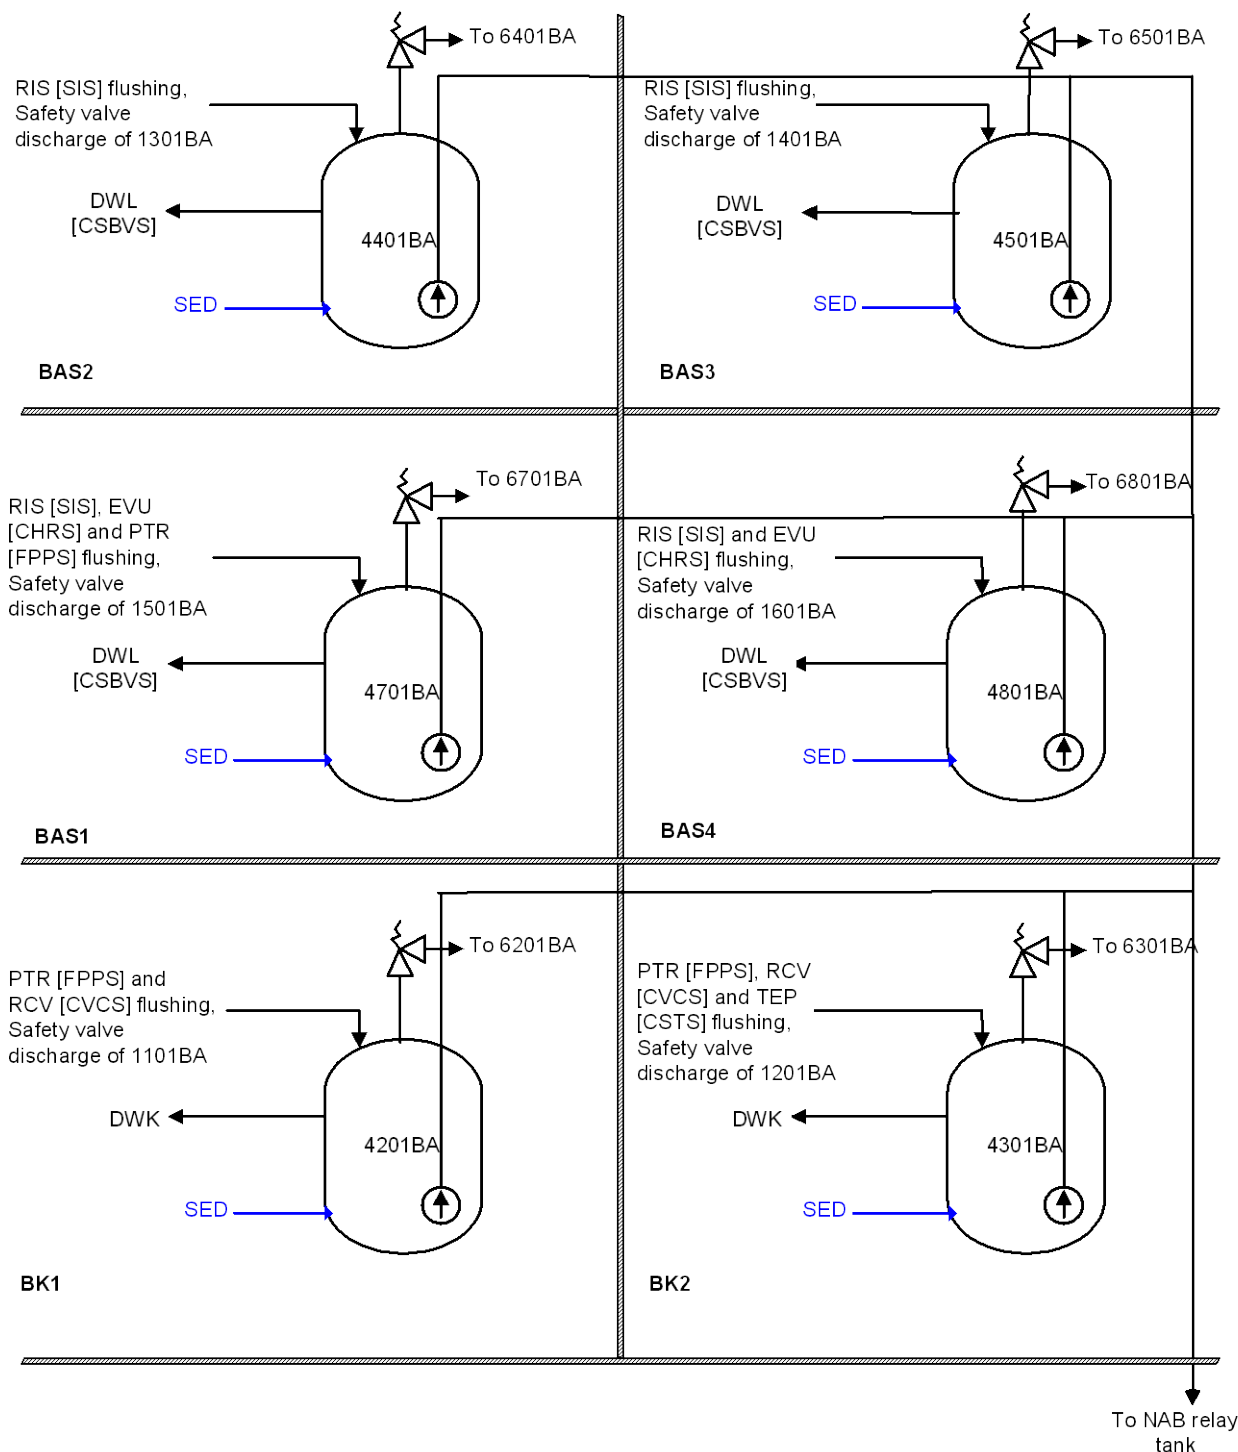 To 6401BA
RIS [SIS] flushing,
Safety valve
discharge of 1301BA
DWL
[CSBVS]
4401BA
SED
BAS2
To 6501BA
RIS [SIS] flushing,
Safety valve
discharge of 1401BA
DWL
[CSBVS]
4501BA
SED
BAS3
To 6701BA
RIS [SIS], EVU
[CHRS] and PTR
[FPPS] flushing,
Safety valve
discharge of 1501BA
DWL
[CSBVS]
4701BA
SED
BAS1
To 6801BA
RIS [SIS] and EVU
[CHRS] flushing,
Safety valve
discharge of 1601BA
DWL
[CSBVS]
4801BA
SED
BAS4
To 6201BA
PTR [FPPS] and
RCV [CVCS] flushing,
Safety valve
discharge of 1101BA
DWK
4201BA
SED
BK1
To 6301BA
PTR [FPPS], RCV
[CVCS] and TEP
[CSTS] flushing,
Safety valve
discharge of 1201BA
DWK
4301BA
SED
BK2
To NAB relay
tank